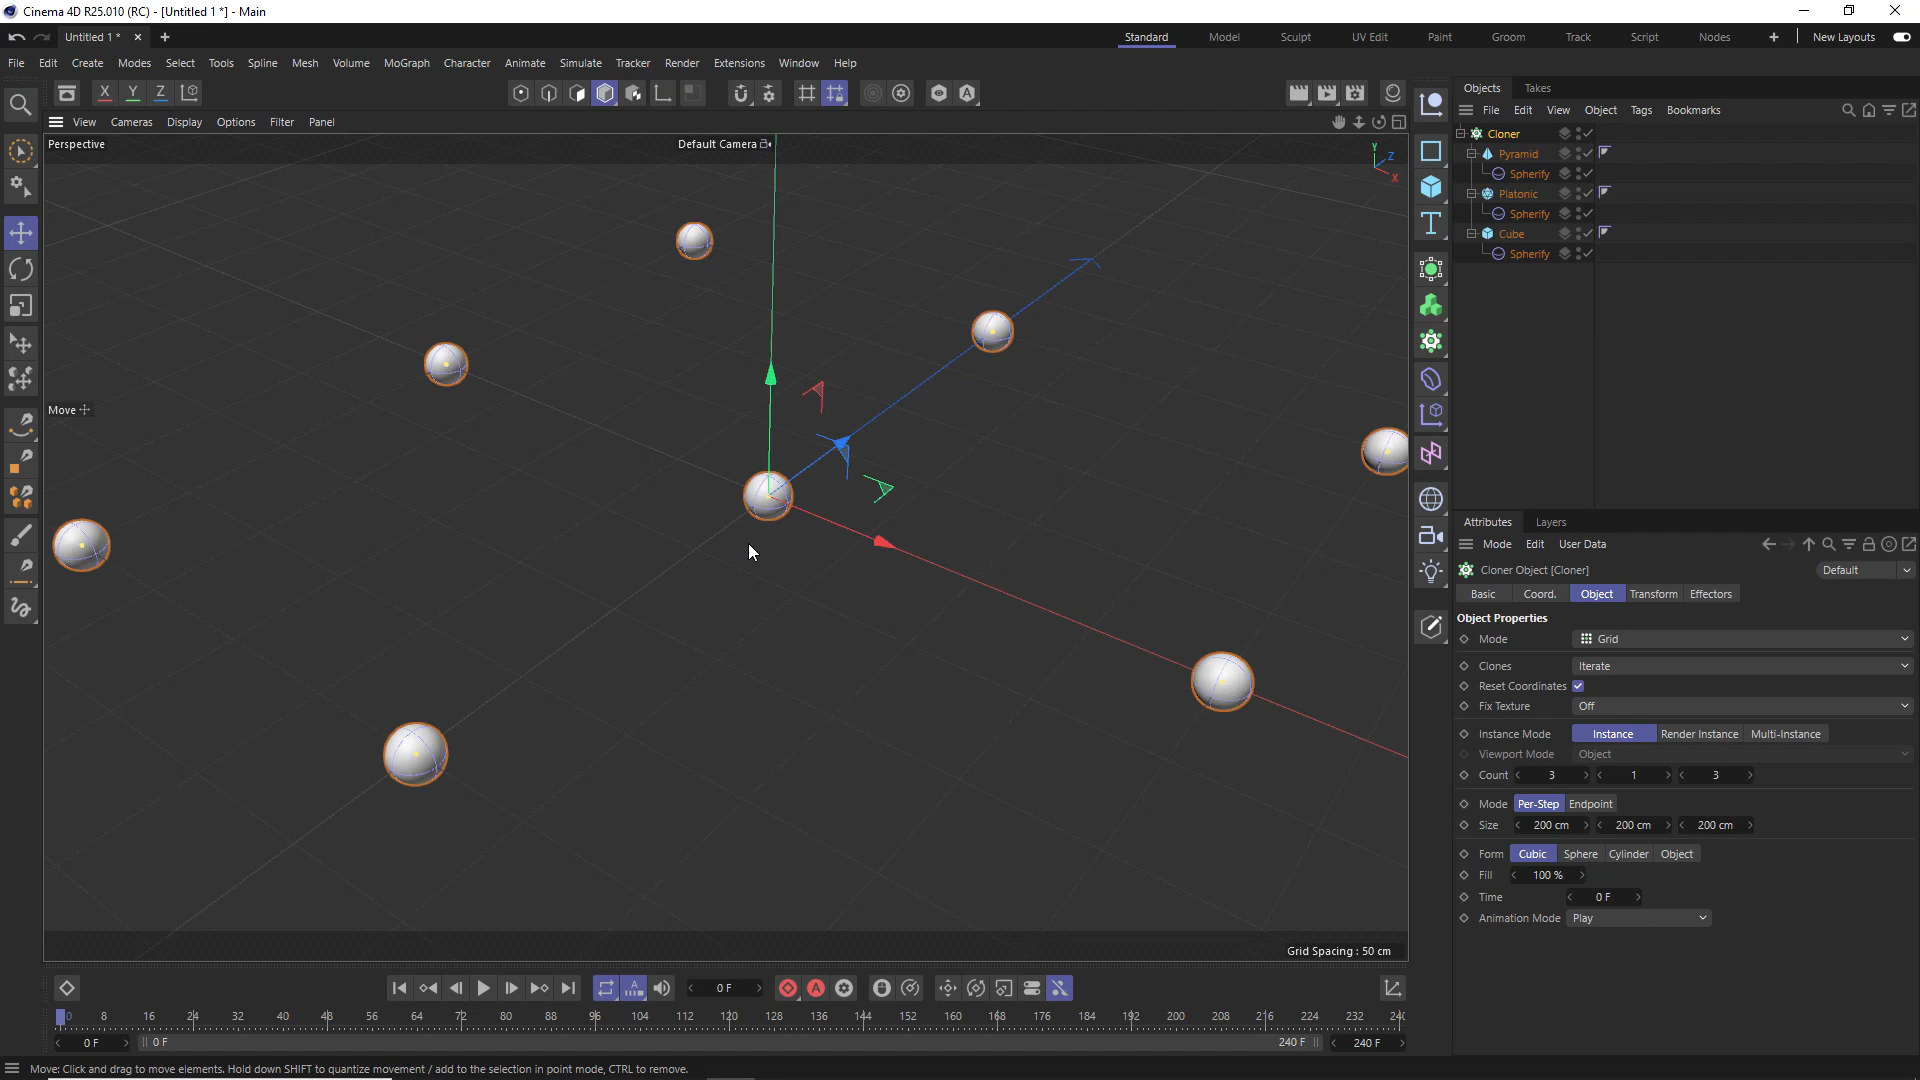 Cinema 4D R25.010 (RC) - [Untitled 1 *] - Main
Untitled 1 *
Standard Model Sculpt UV Edit Paint Groom Track Script Nodes New Layouts
File Edit Create Modes Select Tools Spline Mesh Volume MoGraph Character Animate Simulate Tracker Render Extensions Window Help
X Y Z
View Cameras Display Options Filter Panel
Perspective
Default Camera
Y
Z
X
Move
Grid Spacing : 50 cm
Objects Takes
File Edit View Object Tags Bookmarks
Cloner
Pyramid
Spherify
Platonic
Spherify
Cube
Spherify
Attributes Layers
Mode Edit User Data
Cloner Object [Cloner]
Default
Basic Coord. Object Transform Effectors
Object Properties
Mode Grid
Clones Iterate
Reset Coordinates
Fix Texture Off
Instance Mode Instance Render Instance Multi-Instance
Viewport Mode Object
Count 3 1 3
Mode Per-Step Endpoint
Size 200 cm 200 cm 200 cm
Form Cubic Sphere Cylinder Object
Fill 100 %
Time 0 F
Animation Mode Play
0 F
0 8 16 24 32 40 48 56 64 72 80 88 96 104 112 120 128 136 144 152 160 168 176 184 192 200 208 216 224 232 240
0 F 0 F 240 F 240 F
Move: Click and drag to move elements. Hold down SHIFT to quantize movement / add to the selection in point mode, CTRL to remove.